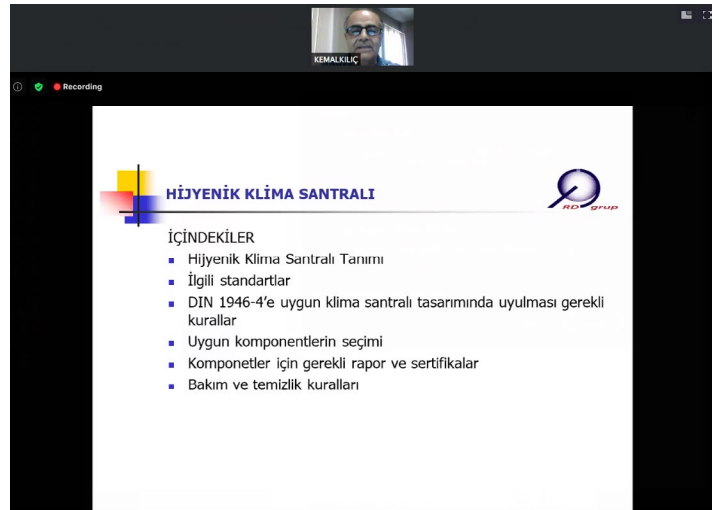 KEMALKILIÇ
Recording
HİJYENİK KLİMA SANTRALI
RD grup
İÇİNDEKİLER
Hijyenik Klima Santralı Tanımı
İlgili standartlar
DIN 1946-4’e uygun klima santralı tasarımında uyulması gerekli
kurallar
Uygun komponentlerin seçimi
Komponetler için gerekli rapor ve sertifikalar
Bakım ve temizlik kuralları